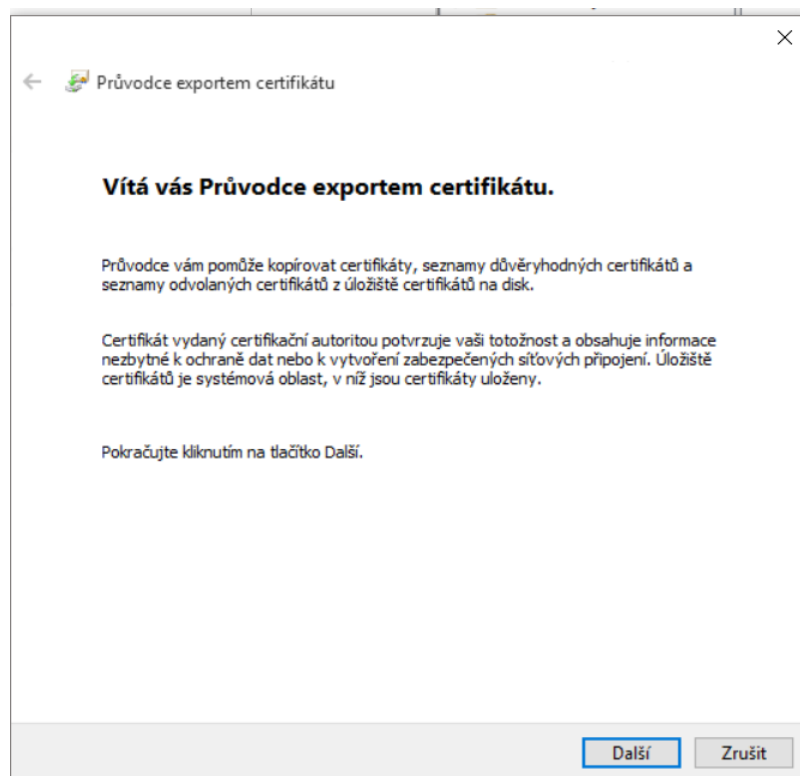 Průvodce exportem certifikátu
Vítá vás Průvodce exportem certifikátu.
Průvodce vám pomůže kopírovat certifikáty, seznamy důvěryhodných certifikátů a
seznamy odvolaných certifikátů z úložiště certifikátů na disk.
Certifikát vydaný certifikační autoritou potvrzuje vaši totožnost a obsahuje informace
nezbytné k ochraně dat nebo k vytvoření zabezpečených síťových připojení. Úložiště
certifikátů je systémová oblast, v níž jsou certifikáty uloženy.
Pokračujte kliknutím na tlačítko Další.
Další
Zrušit